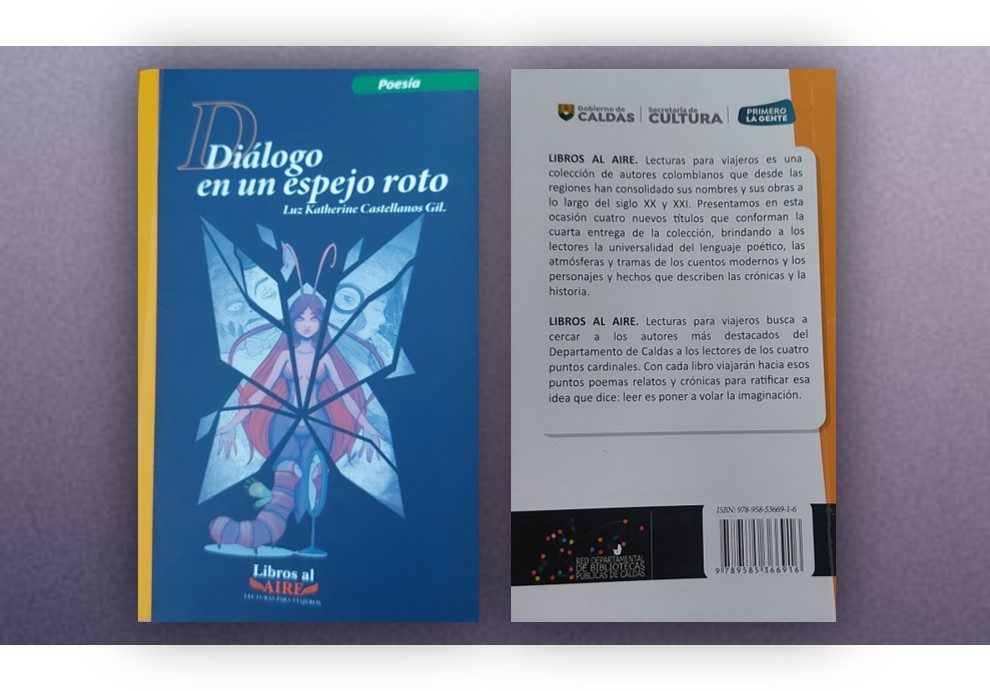 Poesía
Diálogo
en un espejo roto
Luz Katherine Castellanos Gil.
Libros al
AIRE
LECTURAS PARA VIAJEROS
Gobierno de
CALDAS
Secretaría de
CULTURA
PRIMERO
LA GENTE
LIBROS AL AIRE. Lecturas para viajeros es una
colección de autores colombianos que desde las
regiones han consolidado sus nombres y sus obras a
lo largo del siglo XX y XXI. Presentamos en esta
ocasión cuatro nuevos títulos que conforman la
cuarta entrega de la colección, brindando a los
lectores la universalidad del lenguaje poético, las
atmósferas y tramas de los cuentos modernos y los
personajes y hechos que describen las crónicas y la
historia.
LIBROS AL AIRE. Lecturas para viajeros busca a
cercar a los autores más destacados del
Departamento de Caldas a los lectores de los cuatro
puntos cardinales. Con cada libro viajarán hacia esos
puntos poemas relatos y crónicas para ratificar esa
idea que dice: leer es poner a volar la imaginación.
RED DEPARTAMENTAL
DE BIBLIOTECAS
PÚBLICAS DE CALDAS
ISBN: 978-958-53669-1-6
9 789585 366916